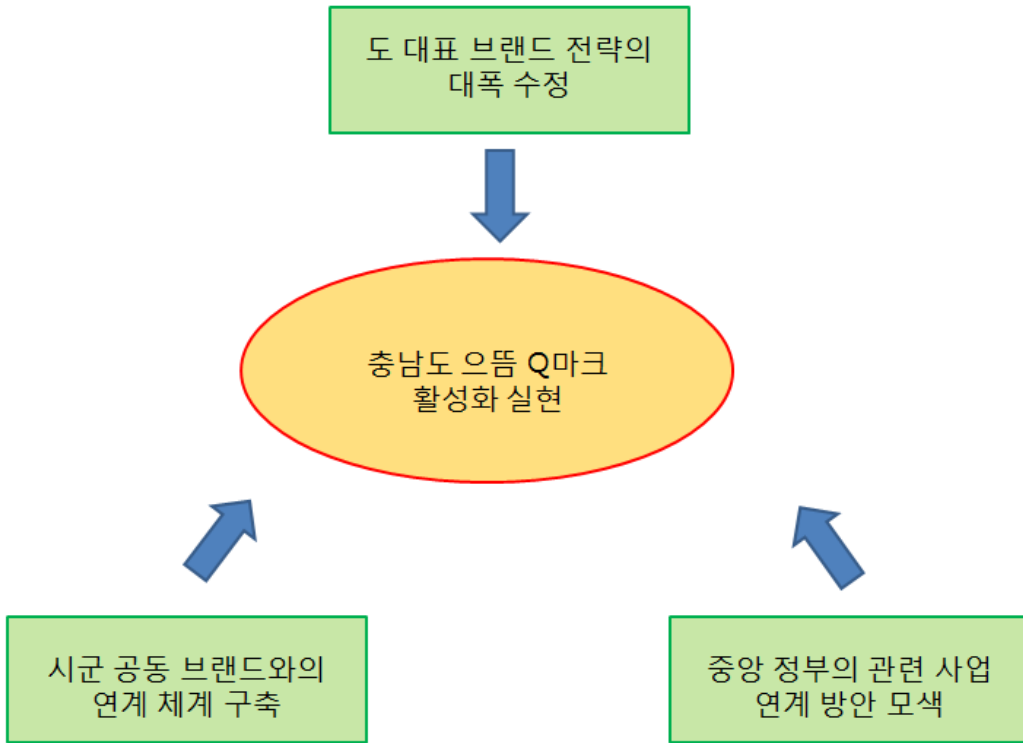 도 대표 브랜드 전략의
대폭 수정
충남도 으뜸 Q마크
활성화 실현
시군 공동 브랜드와의
연계 체계 구축
중앙 정부의 관련 사업
연계 방안 모색